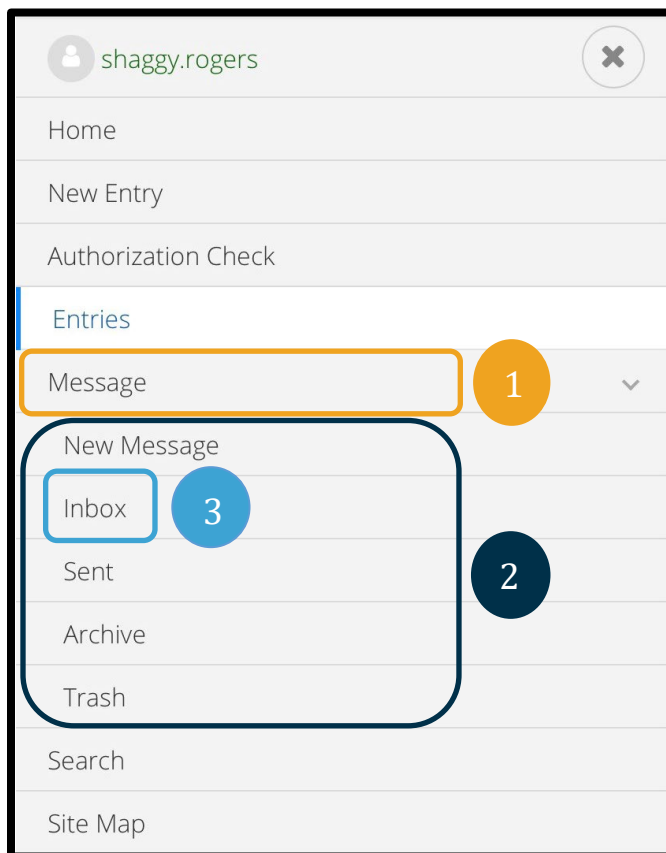 shaggy.rogers
Home
New Entry
Authorization Check
Entries
Message 1
New Message
Inbox 3
Sent 2
Archive
Trash
Search
Site Map